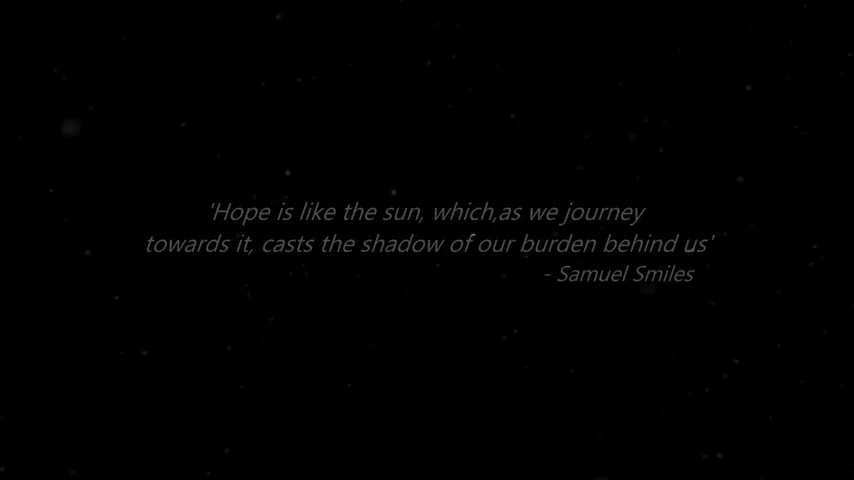 'Hope is like the sun, which,as we journey
towards it, casts the shadow of our burden behind us'
- Samuel Smiles